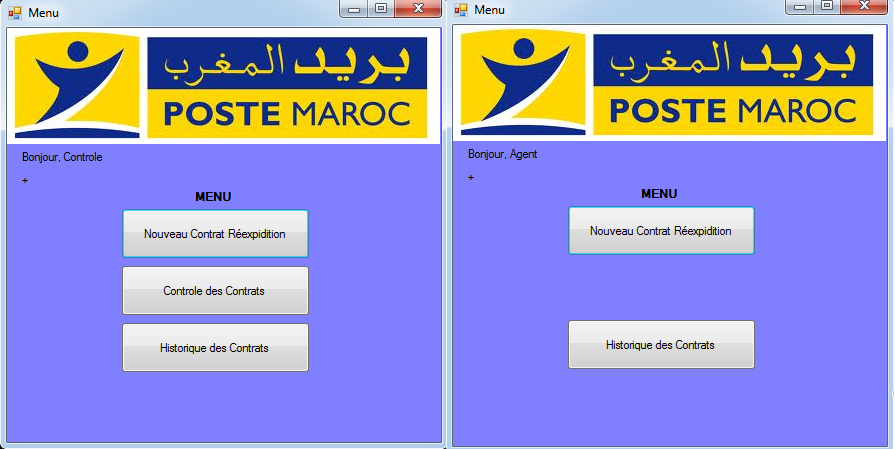 Menu
بريد المغرب
POSTE MAROC
Bonjour, Controle
+
MENU
Nouveau Contrat Réexpidition
Controle des Contrats
Historique des Contrats
Menu
بريد المغرب
POSTE MAROC
Bonjour, Agent
+
MENU
Nouveau Contrat Réexpidition
Historique des Contrats